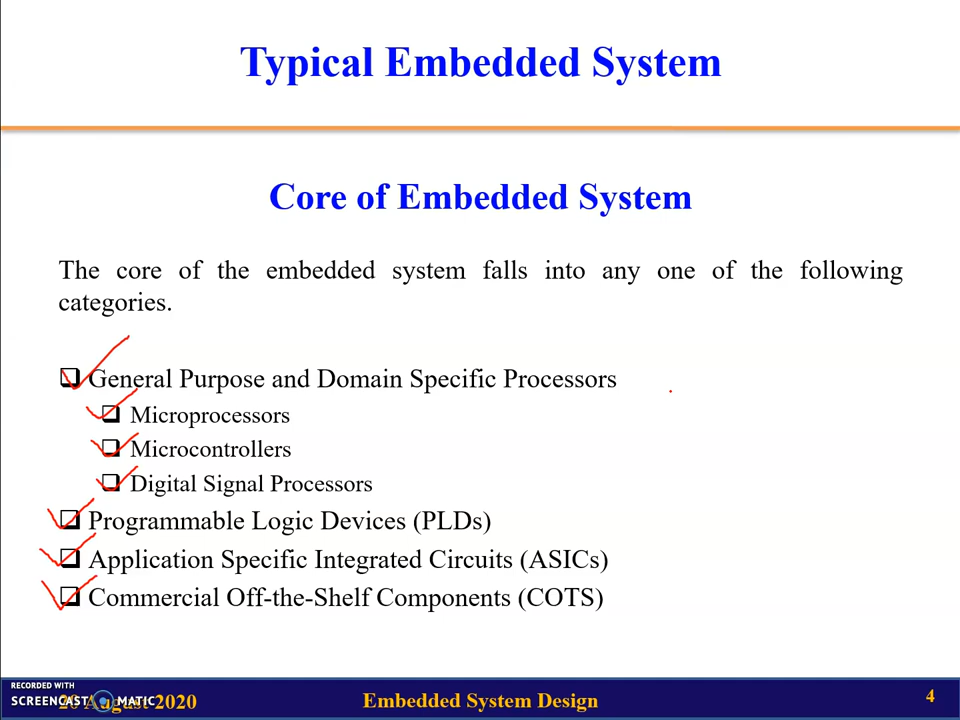 Typical Embedded System
Core of Embedded System
The core of the embedded system falls into any one of the following
categories.
General Purpose and Domain Specific Processors
Microprocessors
Microcontrollers
Digital Signal Processors
Programmable Logic Devices (PLDs)
Application Specific Integrated Circuits (ASICs)
Commercial Off-the-Shelf Components (COTS)
RECORDED WITH
SCREENCAST MATIC
August 2020
Embedded System Design
4